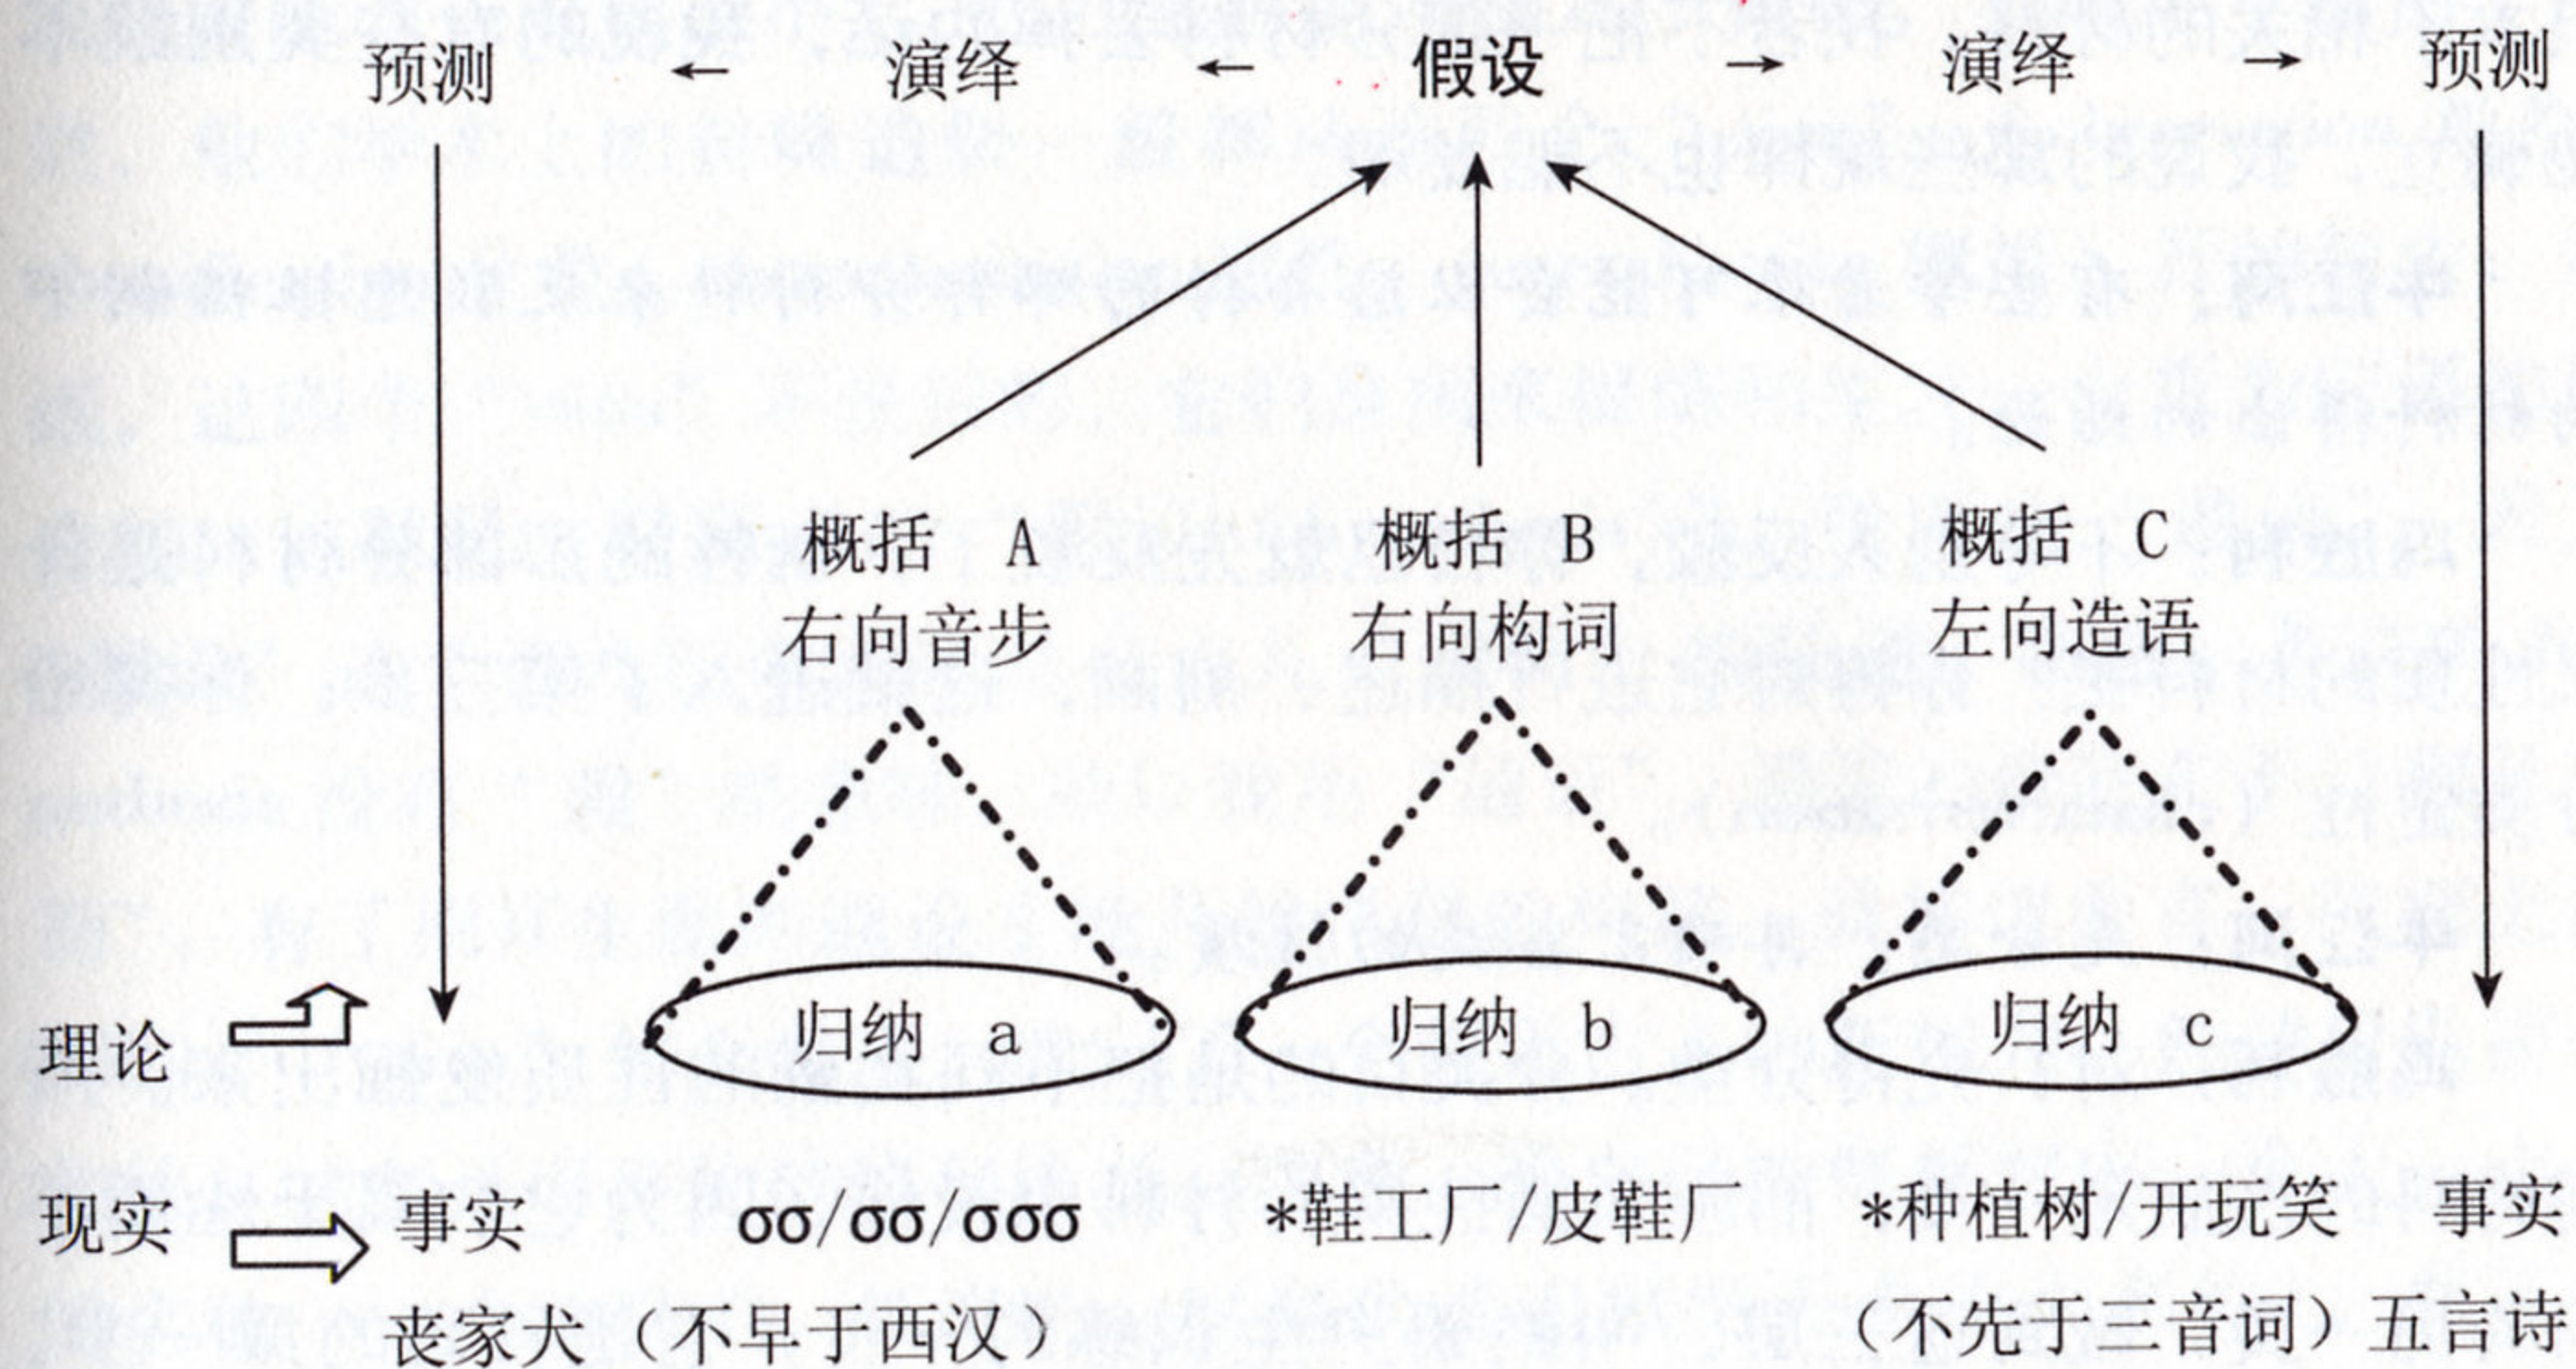 预测 ← 演绎 ← 假设 → 演绎 → 预测
概括 A 概括 B 概括 C
右向音步 右向构词 左向造语
归纳 a 归纳 b 归纳 c
理论
现实 事实 σσ/σσ/σσσ *鞋工厂/皮鞋厂 *种植树/开玩笑 事实
丧家犬（不早于西汉） （不先于三音词）五言诗